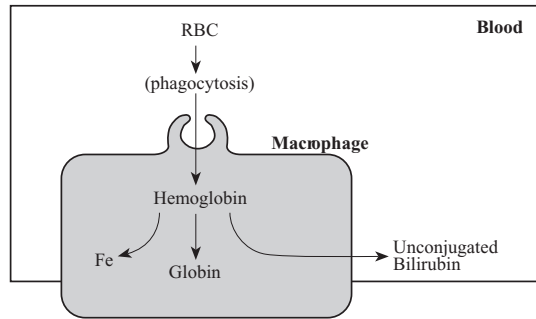 RBC
Blood
(phagocytosis)
Macrophage
Hemoglobin
Fe
Globin
Unconjugated
Bilirubin